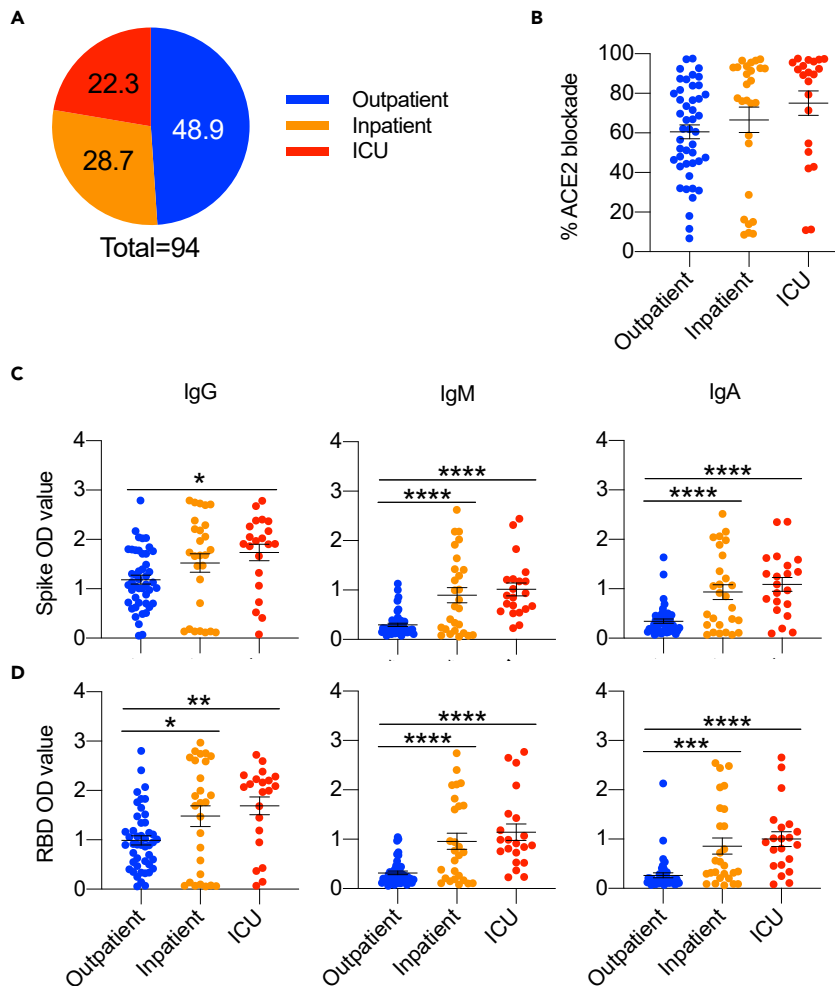 A
22.3
48.9
28.7
Total=94
Outpatient
Inpatient
ICU
B
% ACE2 blockade
100
80
60
40
20
0
Outpatient
Inpatient
ICU
C
IgG
IgM
IgA
Spike OD value
4
3
2
1
0
*
4
3
2
1
0
****
****
4
3
2
1
0
****
****
D
RBD OD value
4
3
2
1
0
**
*
Outpatient
Inpatient
ICU
4
3
2
1
0
****
****
Outpatient
Inpatient
ICU
4
3
2
1
0
****
***
Outpatient
Inpatient
ICU